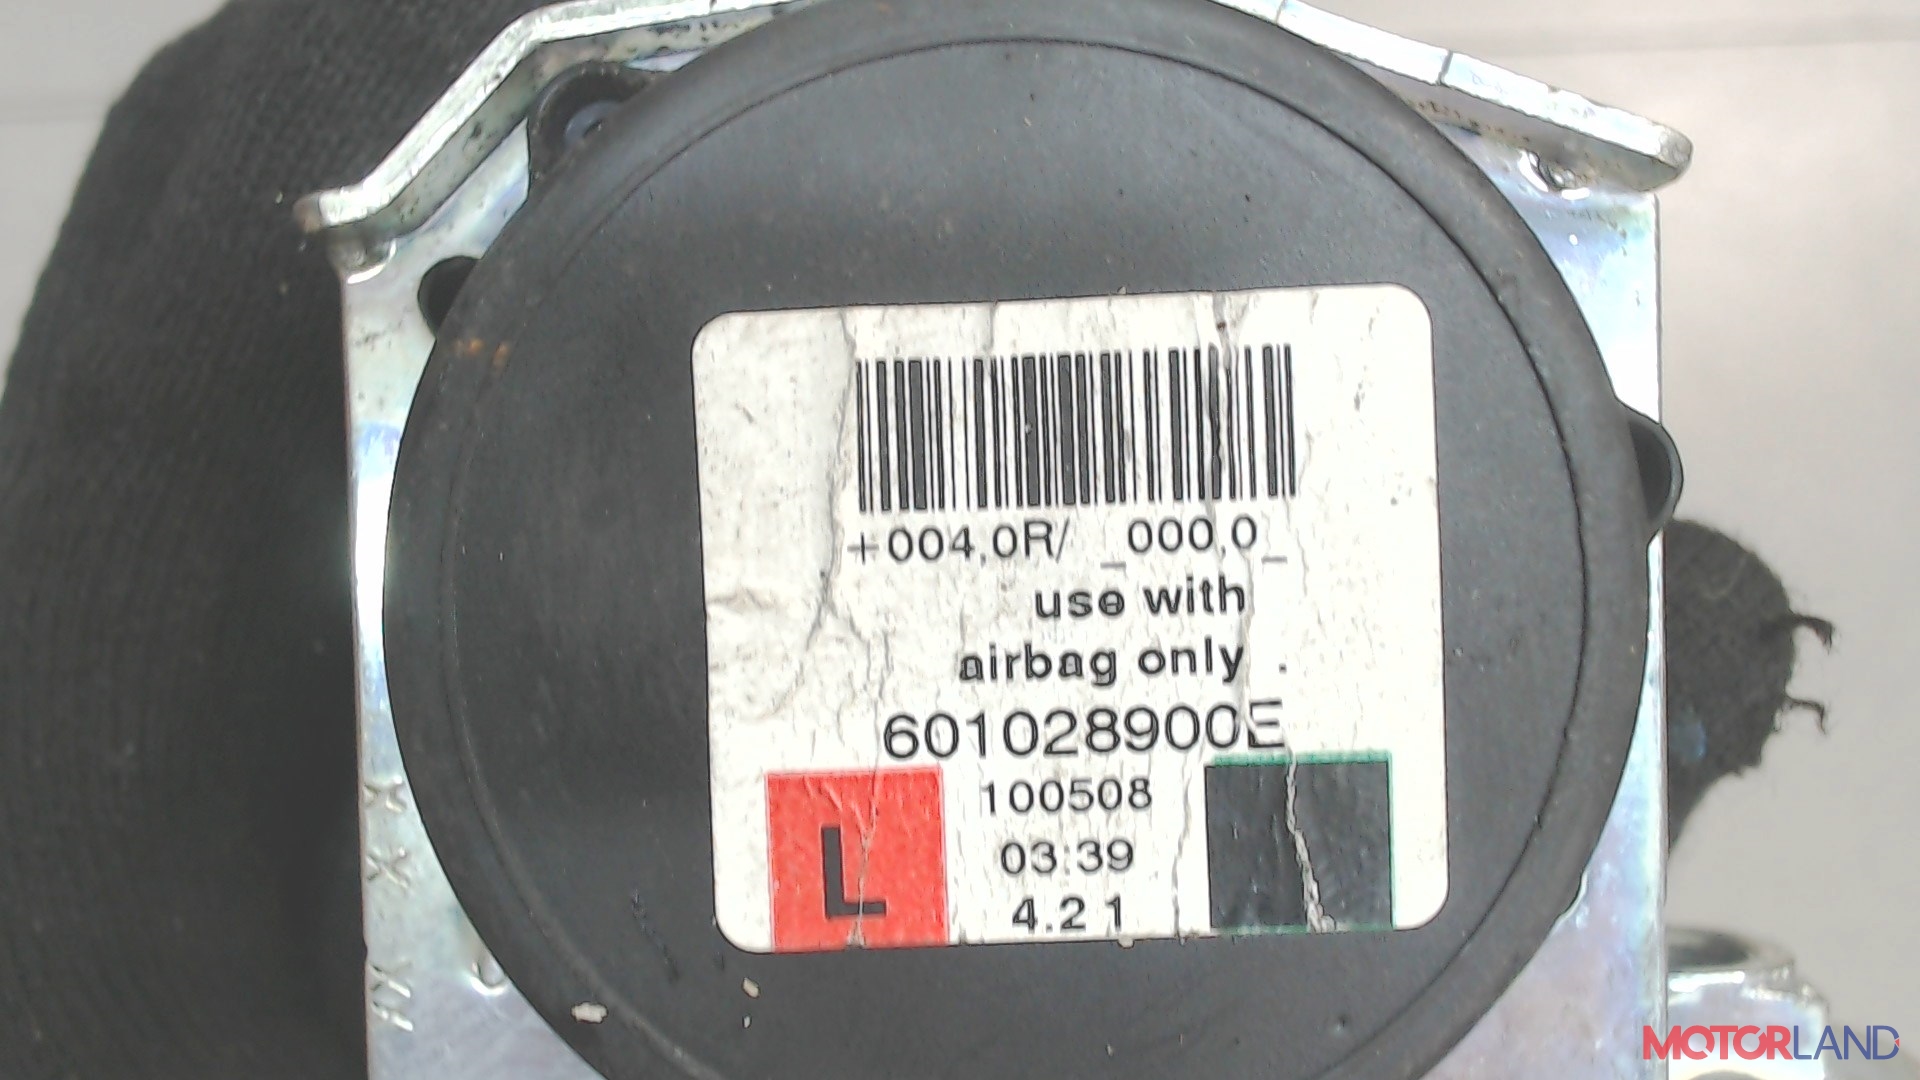 +004,0R/ _000,0_
use with
airbag only .
601028900E
100508
03:39
L
4.21
MOTORLAND